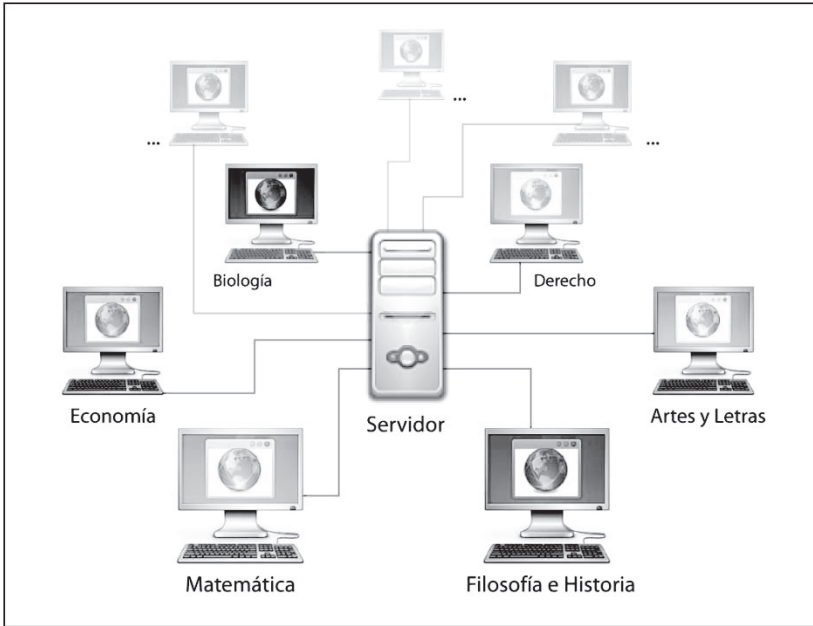 ...
...
...
Biología
Derecho
Economía
Servidor
Artes y Letras
Matemática
Filosofía e Historia